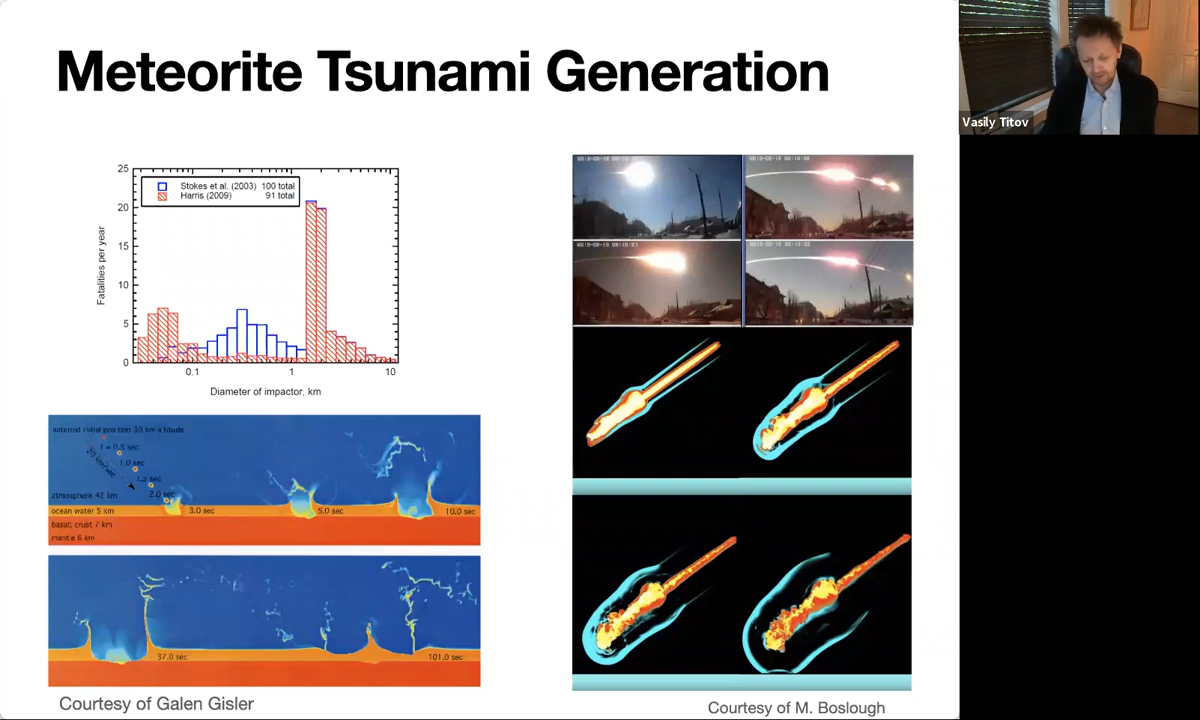 Meteorite Tsunami Generation
Vasily Titov
25
20
15
10
5
0
Fatalities per year
Stokes et al. (2003) 100 total
Harris (2009) 91 total
0.1
1
10
Diameter of impactor, km
asteroid initial position 30 km altitude
t = 0.5 sec
1.0 sec
1.5 sec
2.0 sec
20 km/sec
atmosphere 42 km
ocean water 5 km
basalt crust 7 km
mantle 6 km
3.0 sec
5.0 sec
10.0 sec
37.0 sec
101.0 sec
Courtesy of Galen Gisler
Courtesy of M. Boslough